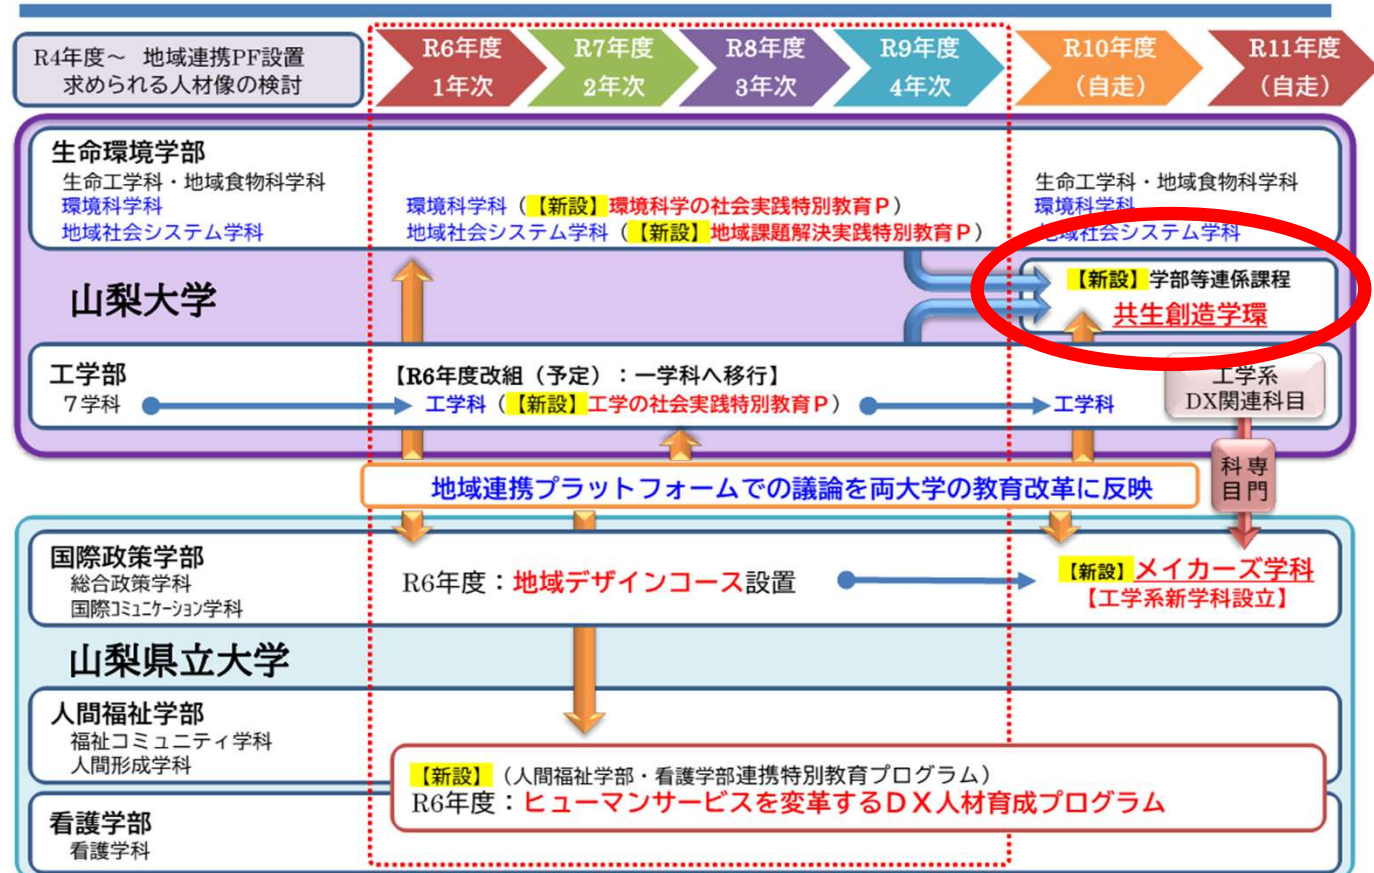 R4年度～ 地域連携PF設置
求められる人材像の検討
R6年度
1年次
R7年度
2年次
R8年度
3年次
R9年度
4年次
R10年度
（自走）
R11年度
（自走）
生命環境学部
生命工学科・地域食物科学科
環境科学科
地域社会システム学科
環境科学科（【新設】環境科学の社会実践特別教育Ｐ）
地域社会システム学科（【新設】地域課題解決実践特別教育Ｐ）
生命工学科・地域食物科学科
環境科学科
地域社会システム学科
山梨大学
【新設】学部等連係課程
共生創造学環
工学部
７学科
【R6年度改組（予定）：一学科へ移行】
工学科（【新設】工学の社会実践特別教育Ｐ）
工学科
工学系
DX関連科目
専門
科目
地域連携プラットフォームでの議論を両大学の教育改革に反映
国際政策学部
総合政策学科
国際ｺﾐｭﾆｹｰｼｮﾝ学科
R6年度：地域デザインコース設置
【新設】メイカーズ学科
【工学系新学科設立】
山梨県立大学
人間福祉学部
福祉コミュニティ学科
人間形成学科
【新設】（人間福祉学部・看護学部連携特別教育プログラム）
R6年度：ヒューマンサービスを変革するＤＸ人材育成プログラム
看護学部
看護学科